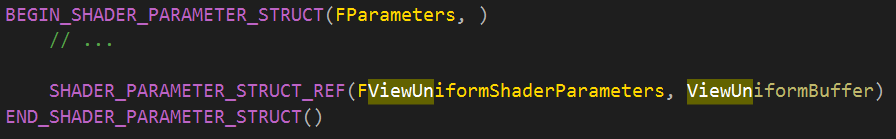 BEGIN_SHADER_PARAMETER_STRUCT(FParameters, )
// ...
SHADER_PARAMETER_STRUCT_REF(FViewUniformShaderParameters, ViewUniformBuffer)
END_SHADER_PARAMETER_STRUCT()